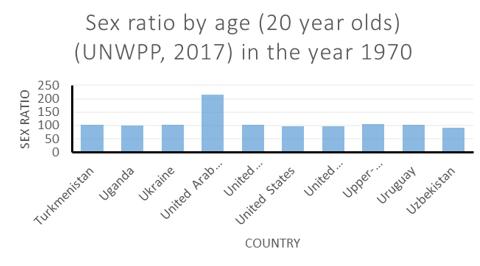 Sex ratio by age (20 year olds)
(UNWPP, 2017) in the year 1970
250
200
150
100
50
0
SEX RATIO
Turkmenistan
Uganda
Ukraine
United Arab...
United...
United States
United...
Upper-...
Uruguay
Uzbekistan
COUNTRY